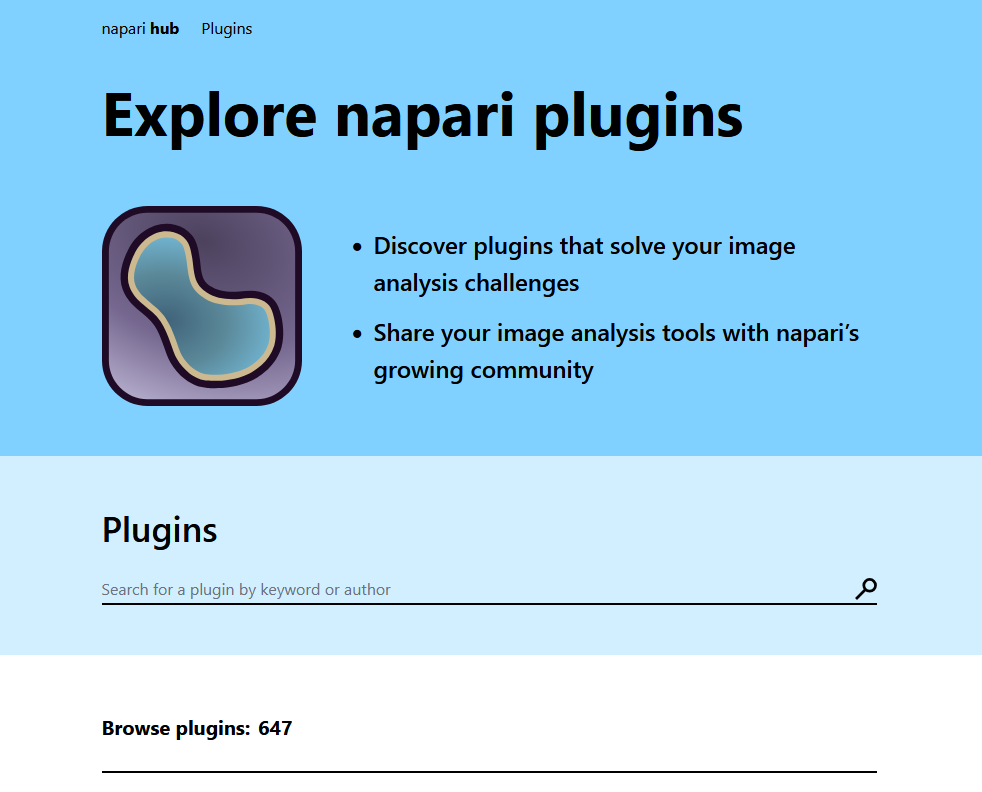 napari hub Plugins
Explore napari plugins
• Discover plugins that solve your image
analysis challenges
• Share your image analysis tools with napari’s
growing community
Plugins
Search for a plugin by keyword or author
Browse plugins: 647